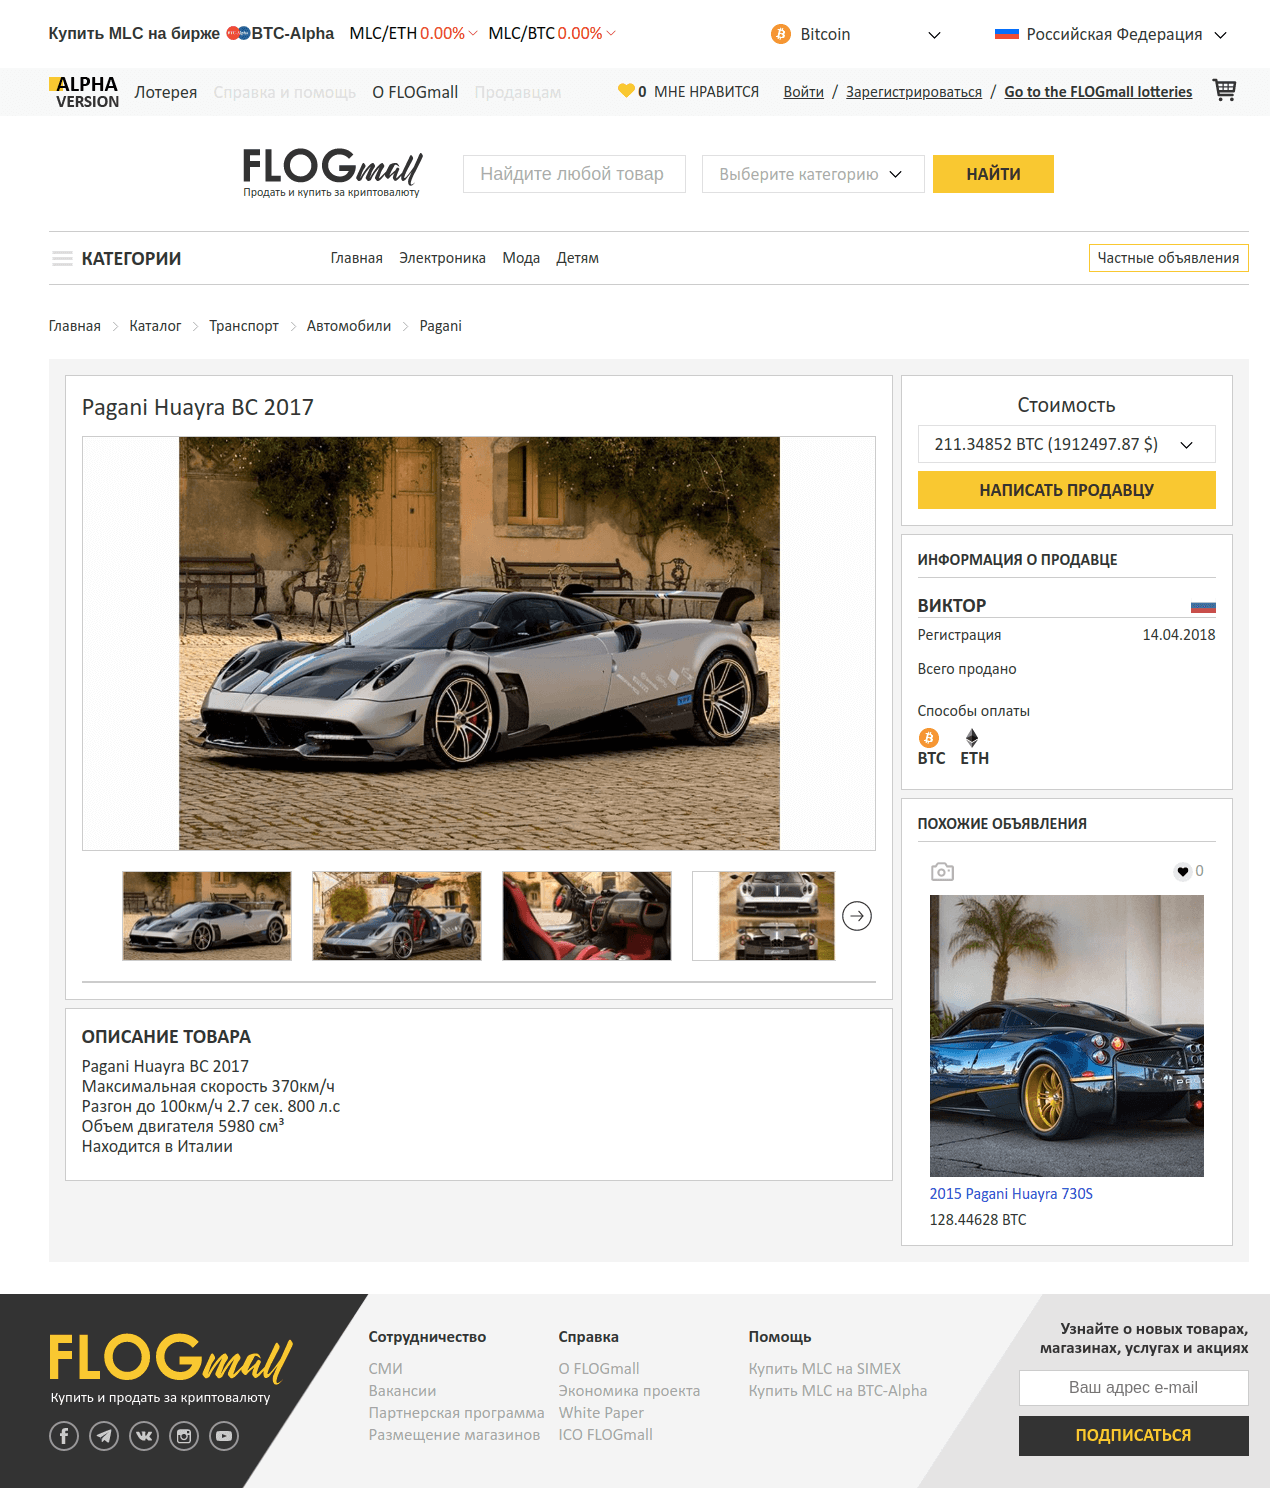 Купить MLC на бирже BTC-Alpha MLC/ETH 0.00% MLC/BTC 0.00% Bitcoin Российская Федерация
ALPHA
VERSION
Лотерея Справка и помощь О FLOGmall Продавцам 0 МНЕ НРАВИТСЯ Войти / Зарегистрироваться / Go to the FLOGmall lotteries
FLOGmall
Продать и купить за криптовалюту
Найдите любой товар Выберите категорию НАЙТИ
КАТЕГОРИИ Главная Электроника Мода Детям Частные объявления
Главная Каталог Транспорт Автомобили Pagani
Pagani Huayra BC 2017
Стоимость
211.34852 BTC (1912497.87 $)
НАПИСАТЬ ПРОДАВЦУ
ИНФОРМАЦИЯ О ПРОДАВЦЕ
ВИКТОР
Регистрация 14.04.2018
Всего продано
Способы оплаты
BTC ETH
ПОХОЖИЕ ОБЪЯВЛЕНИЯ
0
2015 Pagani Huayra 730S
128.44628 BTC
ОПИСАНИЕ ТОВАРА
Pagani Huayra BC 2017
Максимальная скорость 370км/ч
Разгон до 100км/ч 2.7 сек. 800 л.с
Объем двигателя 5980 см³
Находится в Италии
FLOGmall
Купить и продать за криптовалюту
Сотрудничество
СМИ
Вакансии
Партнерская программа
Размещение магазинов
Справка
О FLOGmall
Экономика проекта
White Paper
ICO FLOGmall
Помощь
Купить MLC на SIMEX
Купить MLC на BTC-Alpha
Узнайте о новых товарах,
магазинах, услугах и акциях
Ваш адрес e-mail
ПОДПИСАТЬСЯ